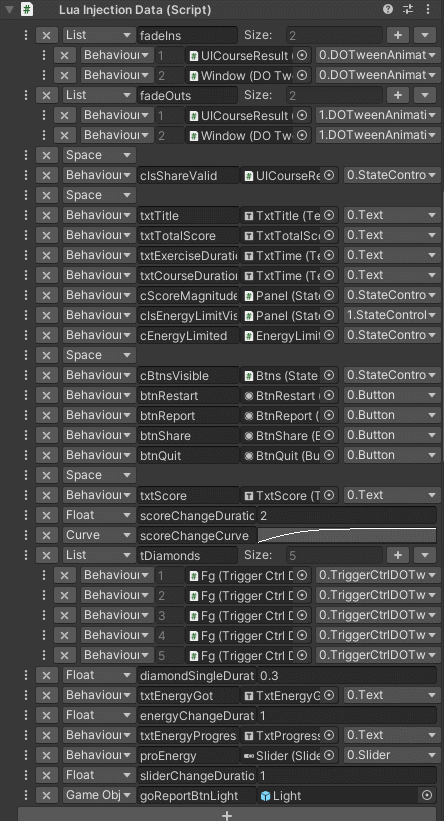 Lua Injection Data (Script)
List fadeIns Size: 2
Behaviour 1 UICourseResult ( 0.DOTweenAnimat
Behaviour 2 Window (DO Twe 0.DOTweenAnimat
List fadeOuts Size: 2
Behaviour 1 UICourseResult ( 1.DOTweenAnimati
Behaviour 2 Window (DO Twe 1.DOTweenAnimati
Space
Behaviour cIsShareValid UICourseRe 0.StateContro
Space
Behaviour txtTitle TxtTitle (Te 0.Text
Behaviour txtTotalScore TxtTotalSco 0.Text
Behaviour txtExerciseDuratio TxtTime (Te 0.Text
Behaviour txtCourseDuration TxtTime (Te 0.Text
Behaviour cScoreMagnitude Panel (State 0.StateContro
Behaviour cIsEnergyLimitVis Panel (State 1.StateControl
Behaviour cEnergyLimited EnergyLimit 0.StateContro
Space
Behaviour cBtnsVisible Btns (State 0.StateContro
Behaviour btnRestart BtnRestart ( 0.Button
Behaviour btnReport BtnReport ( 0.Button
Behaviour btnShare BtnShare (B 0.Button
Behaviour btnQuit BtnQuit (Bu 0.Button
Space
Behaviour txtScore TxtScore (T 0.Text
Float scoreChangeDuratio 2
Curve scoreChangeCurve
List tDiamonds Size: 5
Behaviour 1 Fg (Trigger Ctrl D 0.TriggerCtrlDOTw
Behaviour 2 Fg (Trigger Ctrl D 0.TriggerCtrlDOTw
Behaviour 3 Fg (Trigger Ctrl D 0.TriggerCtrlDOTw
Behaviour 4 Fg (Trigger Ctrl D 0.TriggerCtrlDOTw
Behaviour 5 Fg (Trigger Ctrl D 0.TriggerCtrlDOTw
Float diamondSingleDurat 0.3
Behaviour txtEnergyGot TxtEnergyG 0.Text
Float energyChangeDurat 1
Behaviour txtEnergyProgress TxtProgress 0.Text
Behaviour proEnergy Slider (Slide 0.Slider
Float sliderChangeDuratio 1
Game Obj goReportBtnLight Light